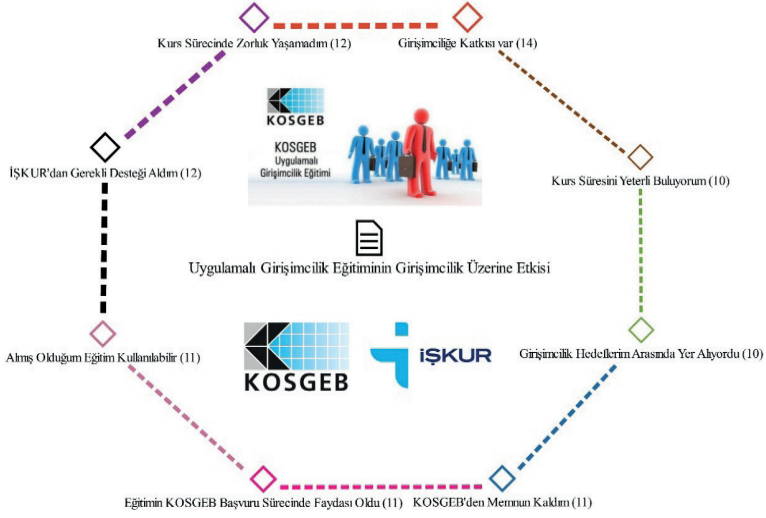 Kurs Sürecinde Zorluk Yaşamadım (12)
Girişimciliğe Katkısı var (14)
KOSGEB
KOSGEB
Uygulamalı
Girişimcilik Eğitimi
İŞKUR'dan Gerekli Desteği Aldım (12)
Kurs Süresini Yeterli Buluyorum (10)
Uygulamalı Girişimcilik Eğitiminin Girişimcilik Üzerine Etkisi
Almış Olduğum Eğitim Kullanılabilir (11)
KOSGEB
İŞKUR
Girişimcilik Hedeflerim Arasında Yer Alıyordu (10)
Eğitimin KOSGEB Başvuru Sürecinde Faydası Oldu (11)
KOSGEB'den Memnun Kaldım (11)